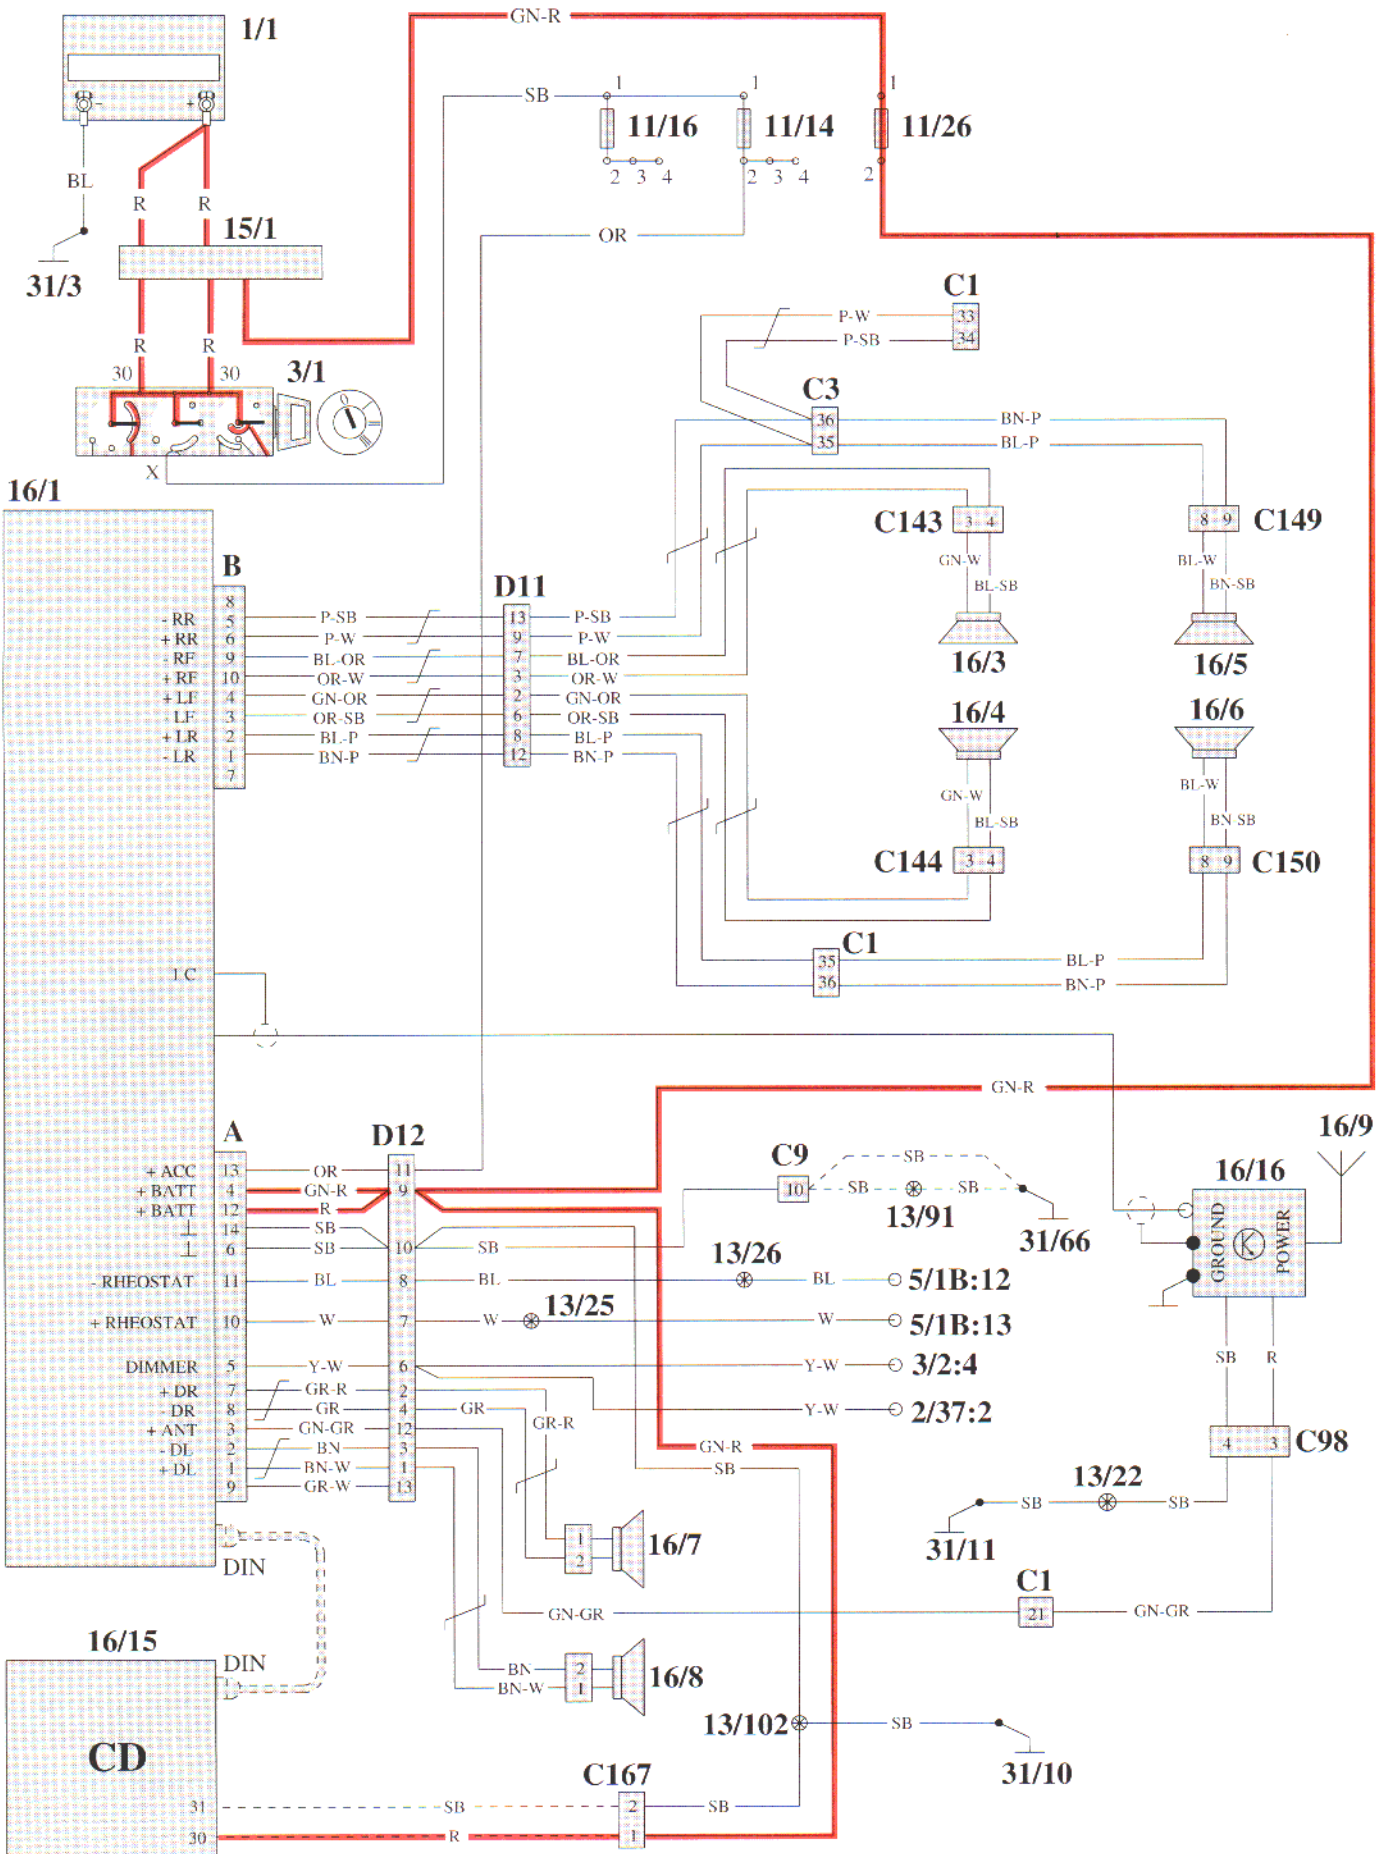 1/1
GN-R
- +
SB
1 1 1
11/16 11/14 11/26
2 3 4 2 3 4 2
BL R R
15/1
OR
31/3
R R
30 30 3/1
0
X
C1
P-W 33
P-SB 34
C3
36 BN-P
35 BL-P
16/1
C143 3 4
8 9 C149
GN-W BL-SB
BL-W BN-SB
16/3 16/5
B
D11
8
- RR 5 P-SB 13 P-SB
+ RR 6 P-W 9 P-W
- RF 9 BL-OR 7 BL-OR
+ RF 10 OR-W 3 OR-W
+ LF 4 GN-OR 2 GN-OR
- LF 3 OR-SB 6 OR-SB
+ LR 2 BL-P 8 BL-P
- LR 1 BN-P 12 BN-P
7
16/4 16/6
GN-W BL-SB
BL-W BN SB
C144 3 4
8 9 C150
C1
35 BL-P
36 BN-P
GN-R
A
D12
+ ACC 13 OR 11
+ BATT 4 GN-R 9
+ BATT 12 R
14 SB
6 SB 10 SB
- RHEOSTAT 11 BL 8 BL 13/26 BL 5/1B:12
+ RHEOSTAT 10 W 7 W 13/25 W 5/1B:13
DIMMER 5 Y-W 6 Y-W 3/2:4
+ DR 7 GR-R 2
- DR 8 GR 4 GR GR-R Y-W 2/37:2
+ ANT 3 GN-GR 12
- DL 2 BN 3
+ DL 1 BN-W 1
9 GR-W 13
C9
10 SB
SB SB
13/91
31/66
16/9
16/16
GROUND
K
POWER
SB R
4 3 C98
GN-R
SB
13/22
SB SB
31/11
DIN
1
2
16/7
C1
GN-GR 21 GN-GR
16/15
DIN
BN 2
BN-W 1
16/8
13/102 SB
31/10
CD
C167
31 SB 2 SB
30 R 1